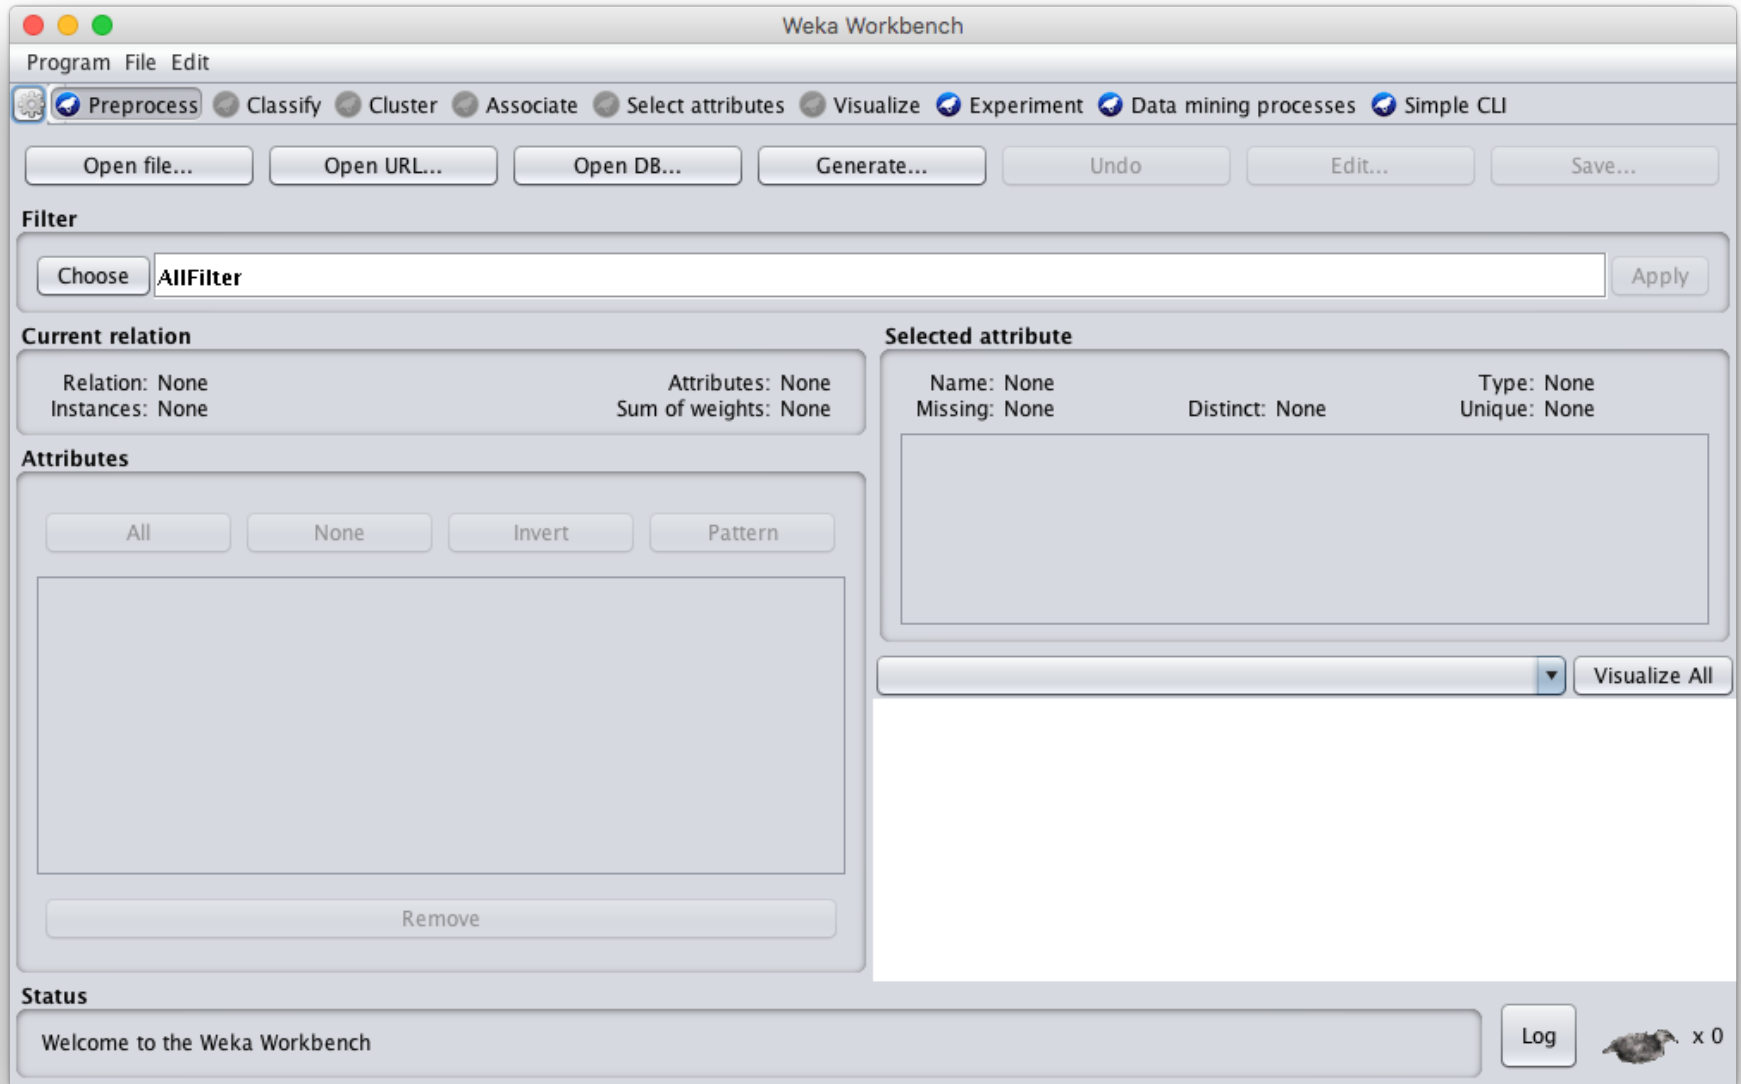 Weka Workbench
Program File Edit
Preprocess Classify Cluster Associate Select attributes Visualize Experiment Data mining processes Simple CLI
Open file... Open URL... Open DB... Generate... Undo Edit... Save...
Filter
Choose AllFilter Apply
Current relation
Relation: None Attributes: None
Instances: None Sum of weights: None
Selected attribute
Name: None Type: None
Missing: None Distinct: None Unique: None
Attributes
All None Invert Pattern
Remove
Visualize All
Status
Welcome to the Weka Workbench
Log x 0